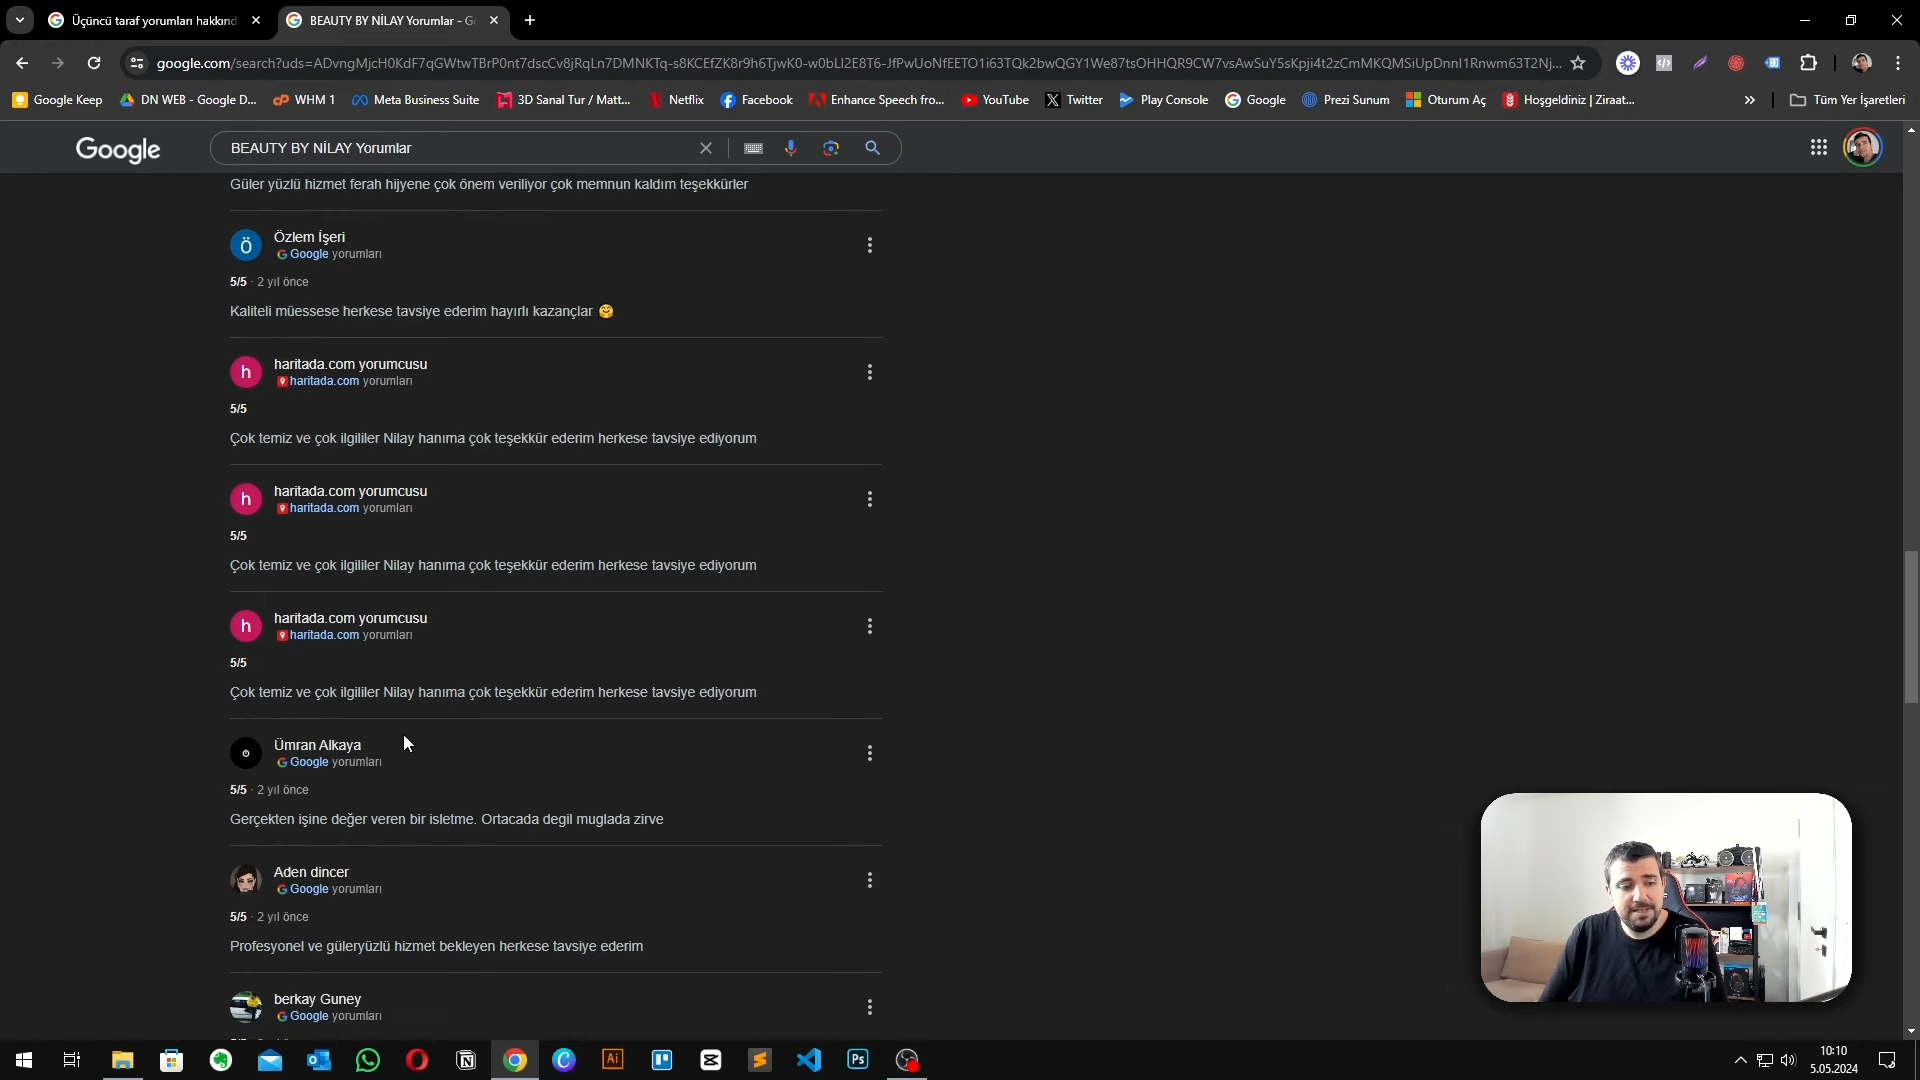 Üçüncü taraf yorumları hakkınd
BEAUTY BY NİLAY Yorumlar - Go
google.com/search?uds=ADvngMjcH0KdF7qGWtwTBrP0nt7dscCv8jRqLn7DMNKTq-s8KCEfZK8r9h6TjwK0-w0bLI2E8T6-JfPwUoNfEETO1i63TQk2bwQGY1We87tsOHHQR9CW7vsAwSuY5sKpji4t2zCmMKQMSiUpDnnI1Rnwm63T2Nj...
Google Keep
DN WEB - Google D...
WHM 1
Meta Business Suite
3D Sanal Tur / Matt...
Netflix
Facebook
Enhance Speech fro...
YouTube
Twitter
Play Console
Google
Prezi Sunum
Oturum Aç
Hoşgeldiniz | Ziraat...
Tüm Yer İşaretleri
Google
BEAUTY BY NİLAY Yorumlar
Güler yüzlü hizmet ferah hijyene çok önem veriliyor çok memnun kaldım teşekkürler
Ö
Özlem İşeri
Google yorumları
5/5 · 2 yıl önce
Kaliteli müessese herkese tavsiye ederim hayırlı kazançlar 🤗
h
haritada.com yorumcusu
haritada.com yorumları
5/5
Çok temiz ve çok ilgililer Nilay hanıma çok teşekkür ederim herkese tavsiye ediyorum
h
haritada.com yorumcusu
haritada.com yorumları
5/5
Çok temiz ve çok ilgililer Nilay hanıma çok teşekkür ederim herkese tavsiye ediyorum
h
haritada.com yorumcusu
haritada.com yorumları
5/5
Çok temiz ve çok ilgililer Nilay hanıma çok teşekkür ederim herkese tavsiye ediyorum
Ümran Alkaya
Google yorumları
5/5 · 2 yıl önce
Gerçekten işine değer veren bir isletme. Ortacada degil muglada zirve
Aden dincer
Google yorumları
5/5 · 2 yıl önce
Profesyonel ve güleryüzlü hizmet bekleyen herkese tavsiye ederim
berkay Guney
Google yorumları
Ai
Ps
10:10
5.05.2024